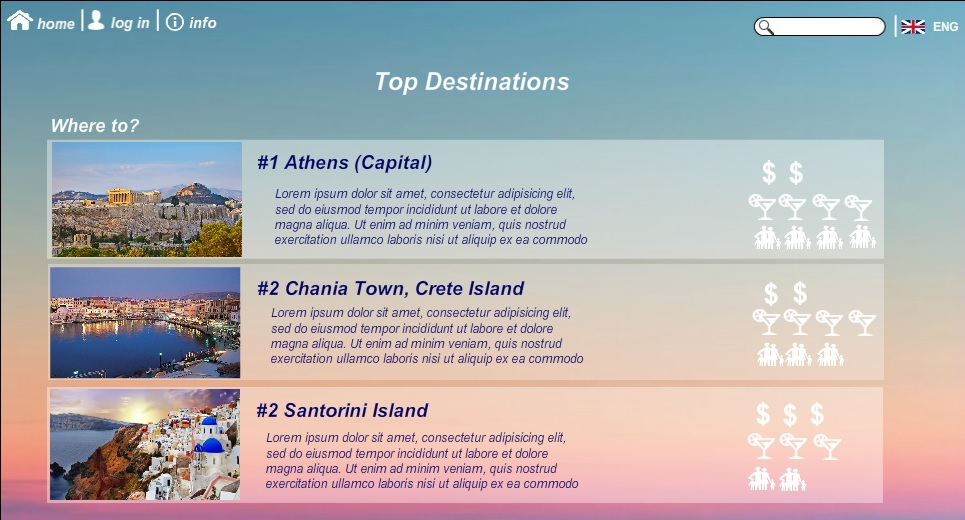 home | log in | info
ENG
Top Destinations
Where to?
#1 Athens (Capital)
Lorem ipsum dolor sit amet, consectetur adipisicing elit,
sed do eiusmod tempor incididunt ut labore et dolore
magna aliqua. Ut enim ad minim veniam, quis nostrud
exercitation ullamco laboris nisi ut aliquip ex ea commodo
$ $
#2 Chania Town, Crete Island
Lorem ipsum dolor sit amet, consectetur adipisicing elit,
sed do eiusmod tempor incididunt ut labore et dolore
magna aliqua. Ut enim ad minim veniam, quis nostrud
exercitation ullamco laboris nisi ut aliquip ex ea commodo
$ $
#2 Santorini Island
Lorem ipsum dolor sit amet, consectetur adipisicing elit,
sed do eiusmod tempor incididunt ut labore et dolore
magna aliqua. Ut enim ad minim veniam, quis nostrud
exercitation ullamco laboris nisi ut aliquip ex ea commodo
$ $ $